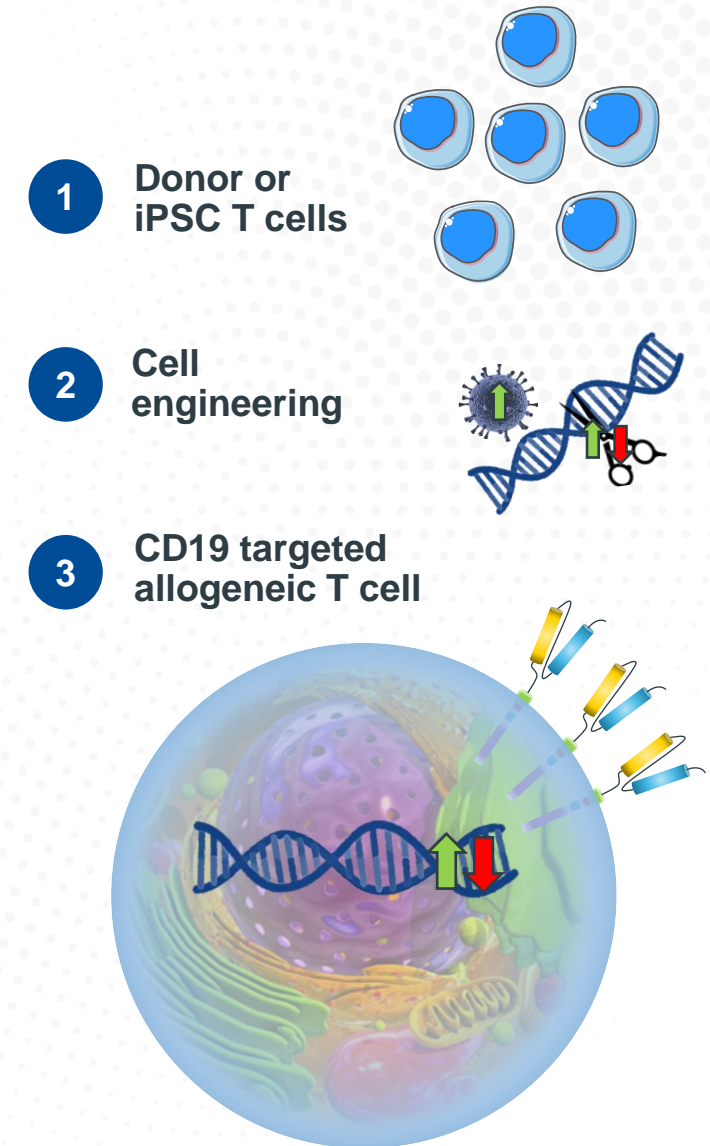 1
Donor or
iPSC T cells
2
Cell
engineering
3
CD19 targeted
allogeneic T cell